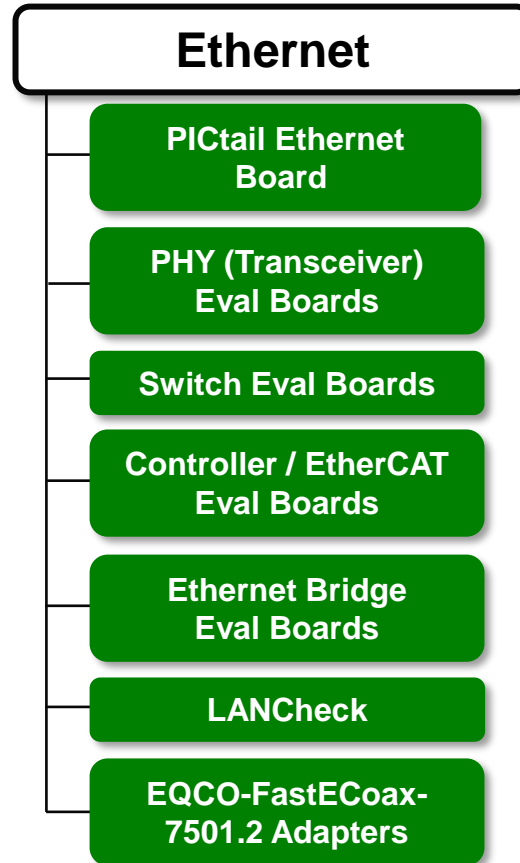 Ethernet
PICtail Ethernet
Board
PHY (Transceiver)
Eval Boards
Switch Eval Boards
Controller / EtherCAT
Eval Boards
Ethernet Bridge
Eval Boards
LANCheck
EQCO-FastECoax-
7501.2 Adapters